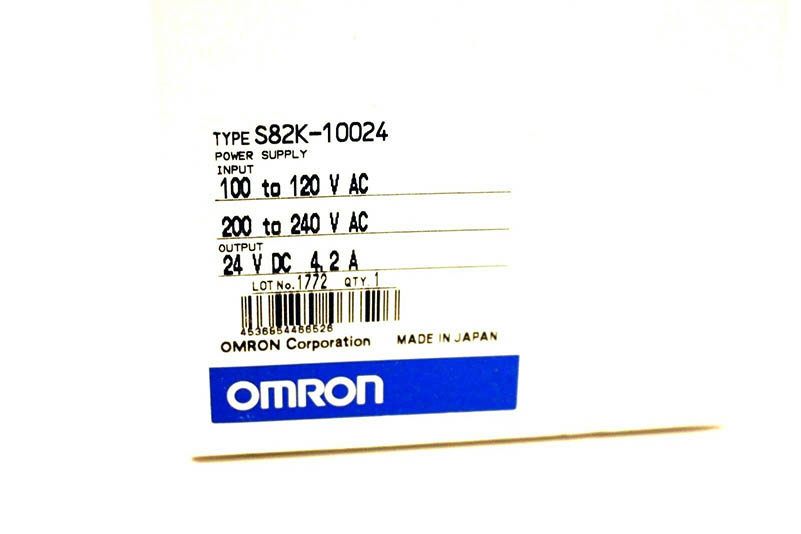 TYPE S82K-10024
POWER SUPPLY
INPUT
100 to 120 V AC
200 to 240 V AC
OUTPUT
24 V DC 4.2 A
LOT No. 1772 QTY. 1
4536854466526
OMRON Corporation MADE IN JAPAN
OMRON